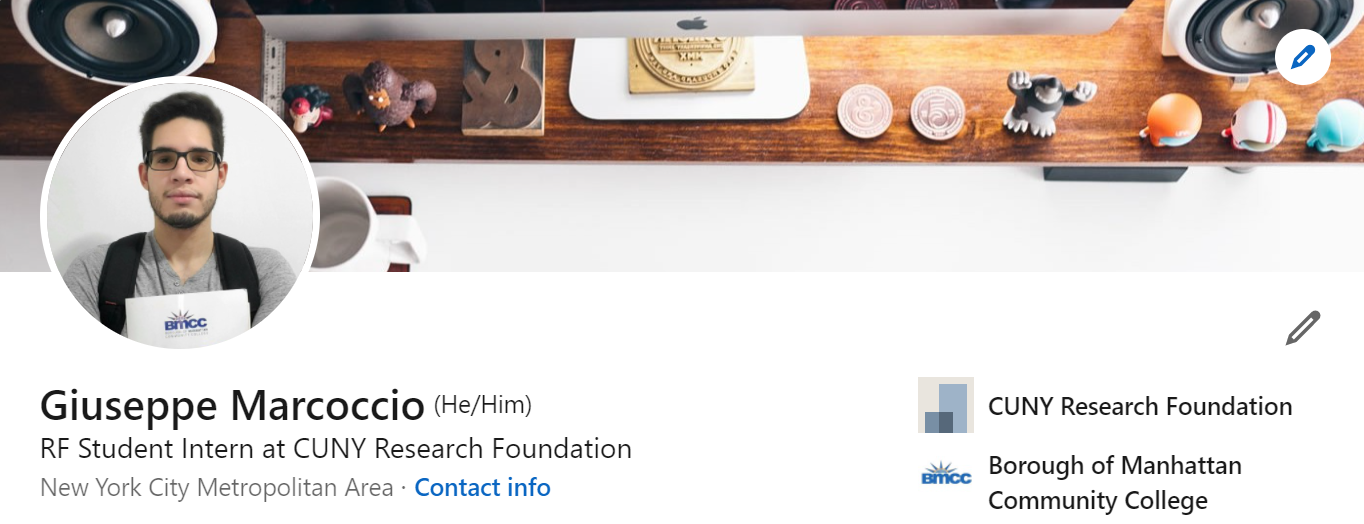 BMCC
Giuseppe Marcoccio (He/Him)
RF Student Intern at CUNY Research Foundation
New York City Metropolitan Area · Contact info
CUNY Research Foundation
BMCC
Borough of Manhattan
Community College